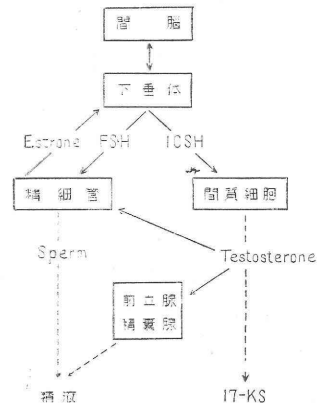 間脳
下垂体
Estrone FSH ICSH
精細管 間質細胞
Sperm Testosterone
前立腺
精嚢腺
精液 17-KS